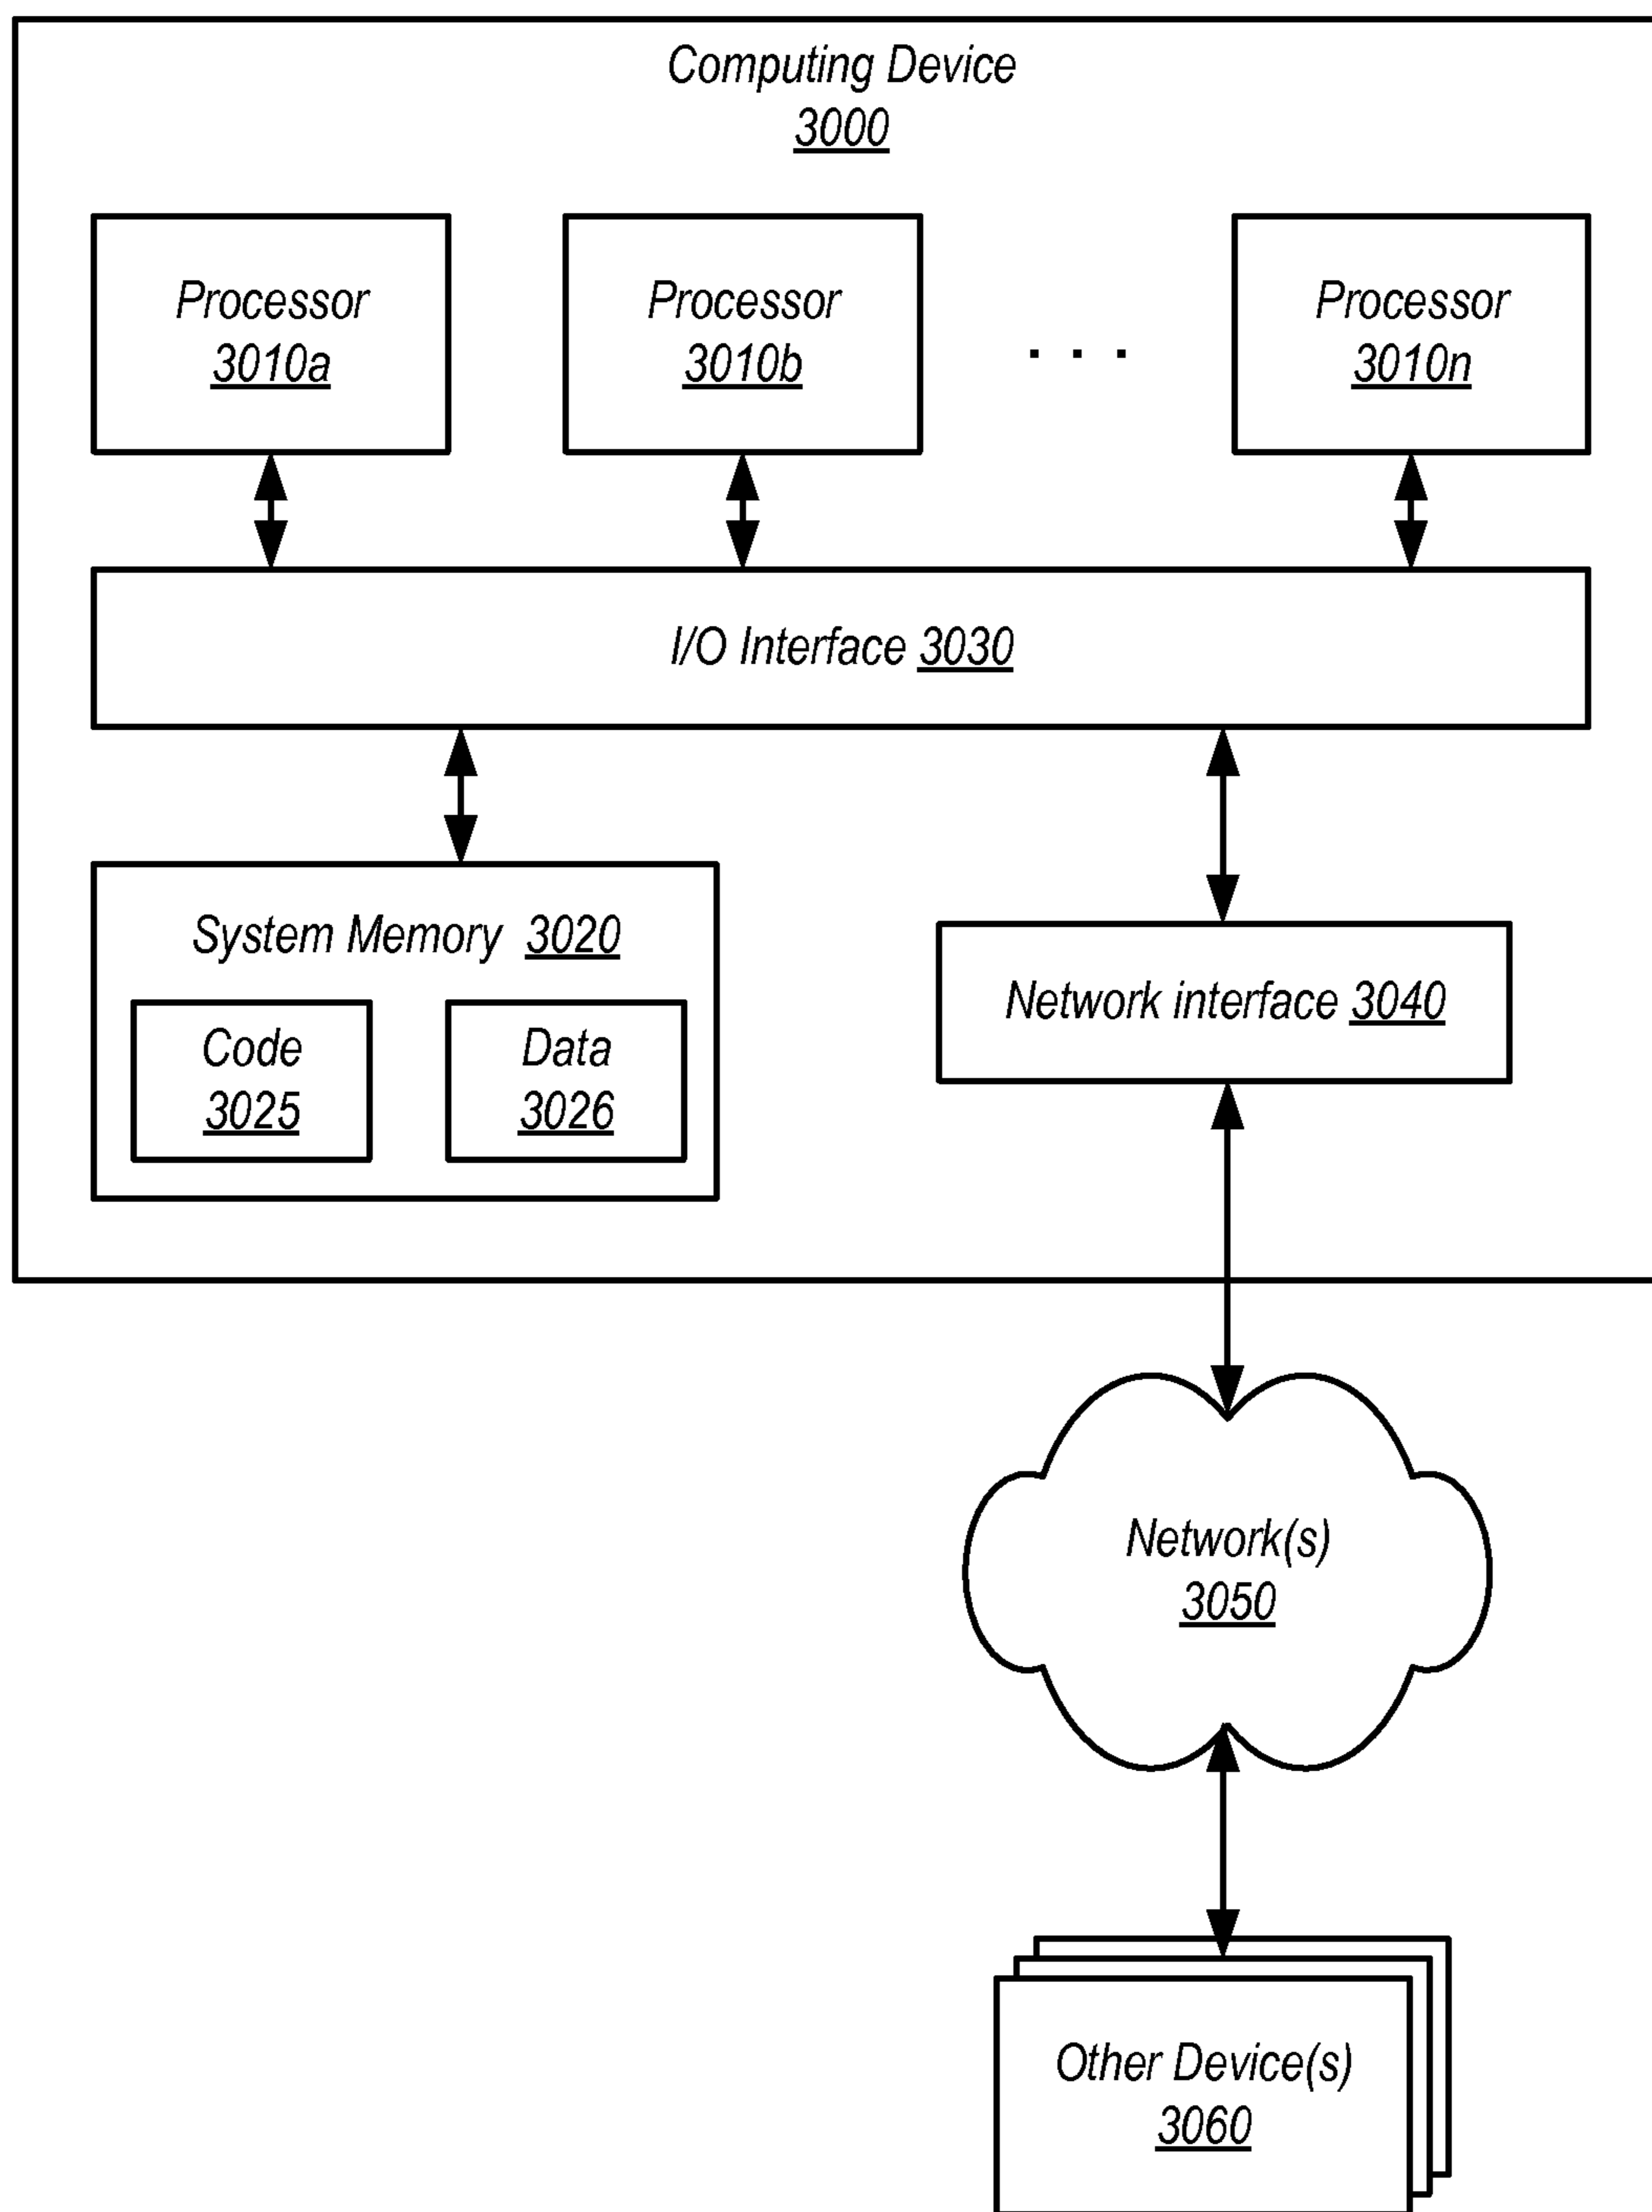 Computing Device
3000
Processor
3010a
Processor
3010b
. . .
Processor
3010n
I/O Interface 3030
System Memory 3020
Code
3025
Data
3026
Network interface 3040
Network(s)
3050
Other Device(s)
3060